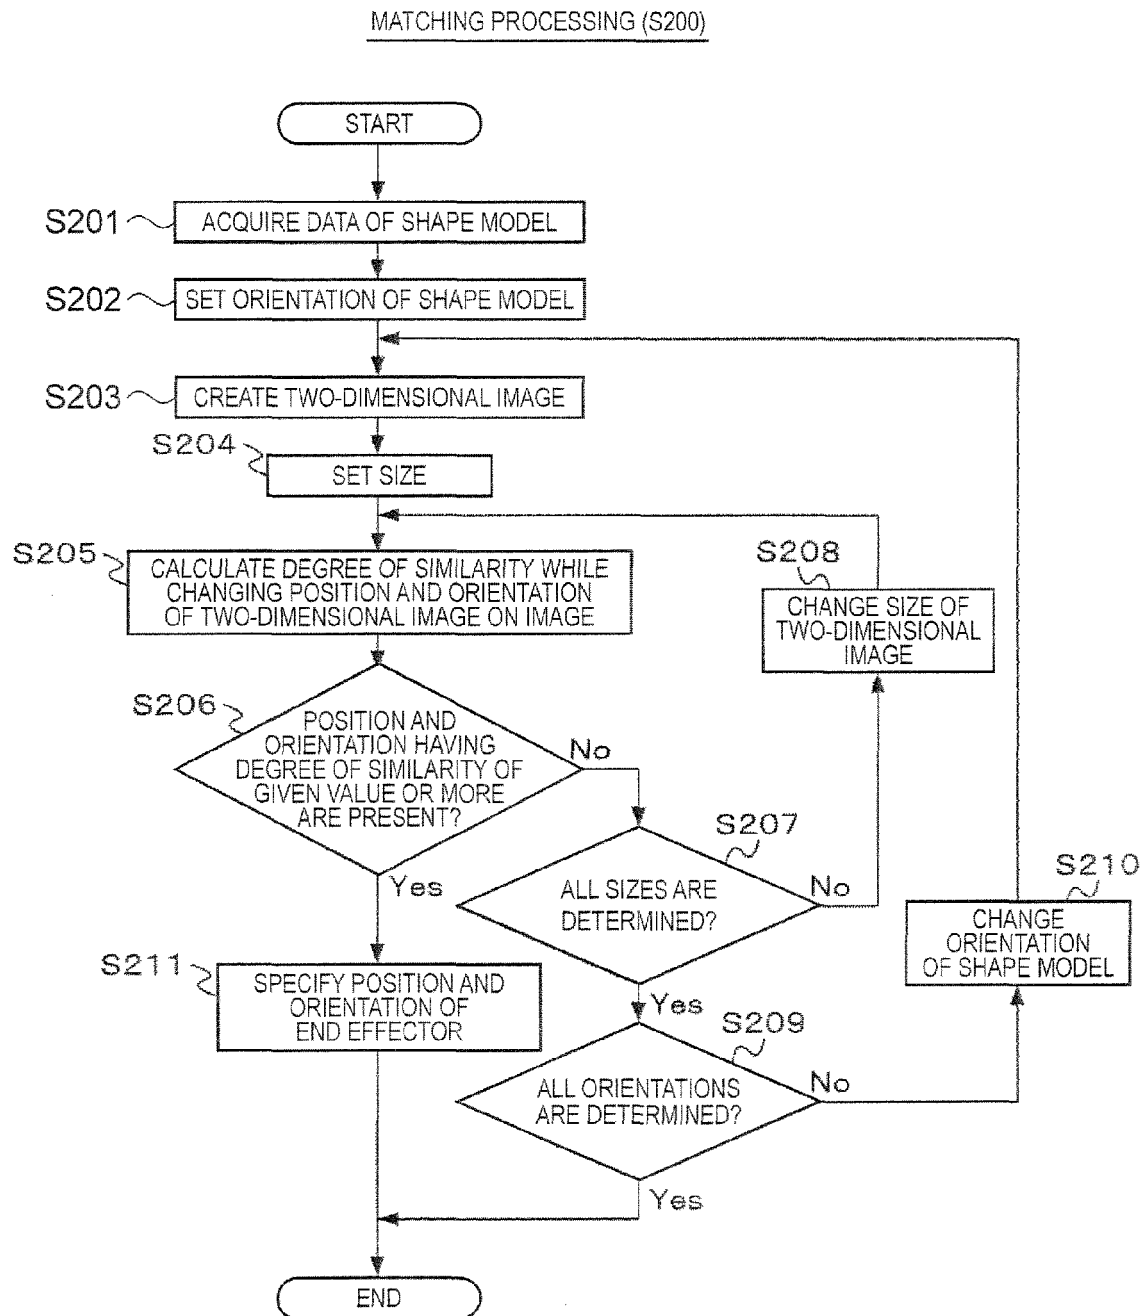 MATCHING PROCESSING (S200)
START
S201
ACQUIRE DATA OF SHAPE MODEL
S202
SET ORIENTATION OF SHAPE MODEL
S203
CREATE TWO-DIMENSIONAL IMAGE
S204
SET SIZE
S205
CALCULATE DEGREE OF SIMILARITY WHILE
CHANGING POSITION AND ORIENTATION
OF TWO-DIMENSIONAL IMAGE ON IMAGE
S208
CHANGE SIZE OF
TWO-DIMENSIONAL
IMAGE
S206
POSITION AND
ORIENTATION HAVING
DEGREE OF SIMILARITY OF
GIVEN VALUE OR MORE
ARE PRESENT?
No
Yes
S207
ALL SIZES ARE
DETERMINED?
No
Yes
S210
CHANGE
ORIENTATION
OF SHAPE MODEL
S211
SPECIFY POSITION AND
ORIENTATION OF
END EFFECTOR
S209
ALL ORIENTATIONS
ARE DETERMINED?
No
Yes
END